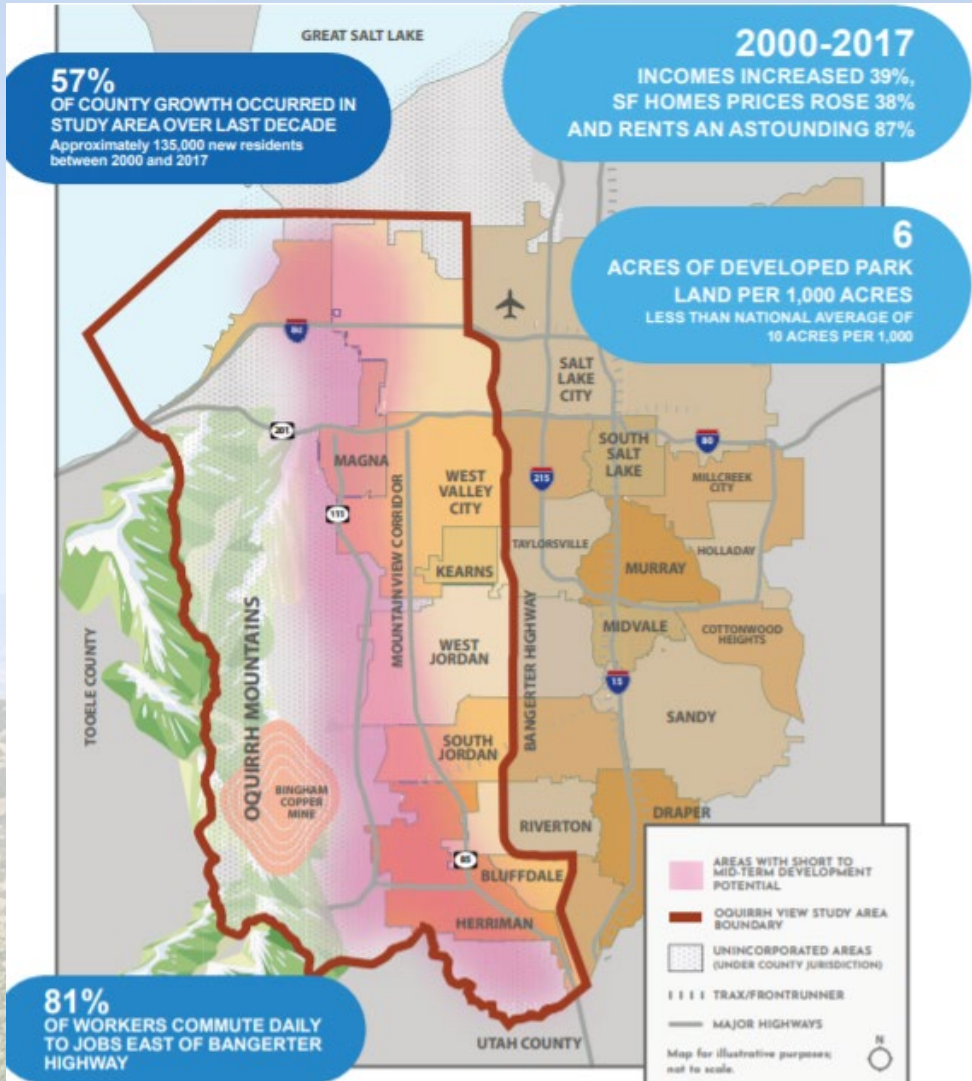 GREAT SALT LAKE
57%
OF COUNTY GROWTH OCCURRED IN
STUDY AREA OVER LAST DECADE
Approximately 135,000 new residents
between 2000 and 2017
2000-2017
INCOMES INCREASED 39%,
SF HOMES PRICES ROSE 38%
AND RENTS AN ASTOUNDING 87%
6
ACRES OF DEVELOPED PARK
LAND PER 1,000 ACRES
LESS THAN NATIONAL AVERAGE OF
10 ACRES PER 1,000
80
SALT
LAKE
CITY
201
MAGNA
WEST
VALLEY
CITY
215
SOUTH
SALT
LAKE
80
MILLCREEK
CITY
111
MOUNTAIN VIEW CORRIDOR
KEARNS
TAYLORSVILLE
MURRAY
HOLLADAY
TOOELE COUNTY
OQUIRRH MOUNTAINS
WEST
JORDAN
BANGERTER HIGHWAY
MIDVALE
COTTONWOOD
HEIGHTS
15
SANDY
SOUTH
JORDAN
BINGHAM
COPPER
MINE
RIVERTON
DRAPER
85
BLUFFDALE
HERRIMAN
UTAH COUNTY
AREAS WITH SHORT TO
MID-TERM DEVELOPMENT
POTENTIAL
OQUIRRH VIEW STUDY AREA
BOUNDARY
UNINCORPORATED AREAS
(UNDER COUNTY JURISDICTION)
TRAX/FRONTRUNNER
MAJOR HIGHWAYS
Map for illustrative purposes;
not to scale.
N
81%
OF WORKERS COMMUTE DAILY
TO JOBS EAST OF BANGERTER
HIGHWAY